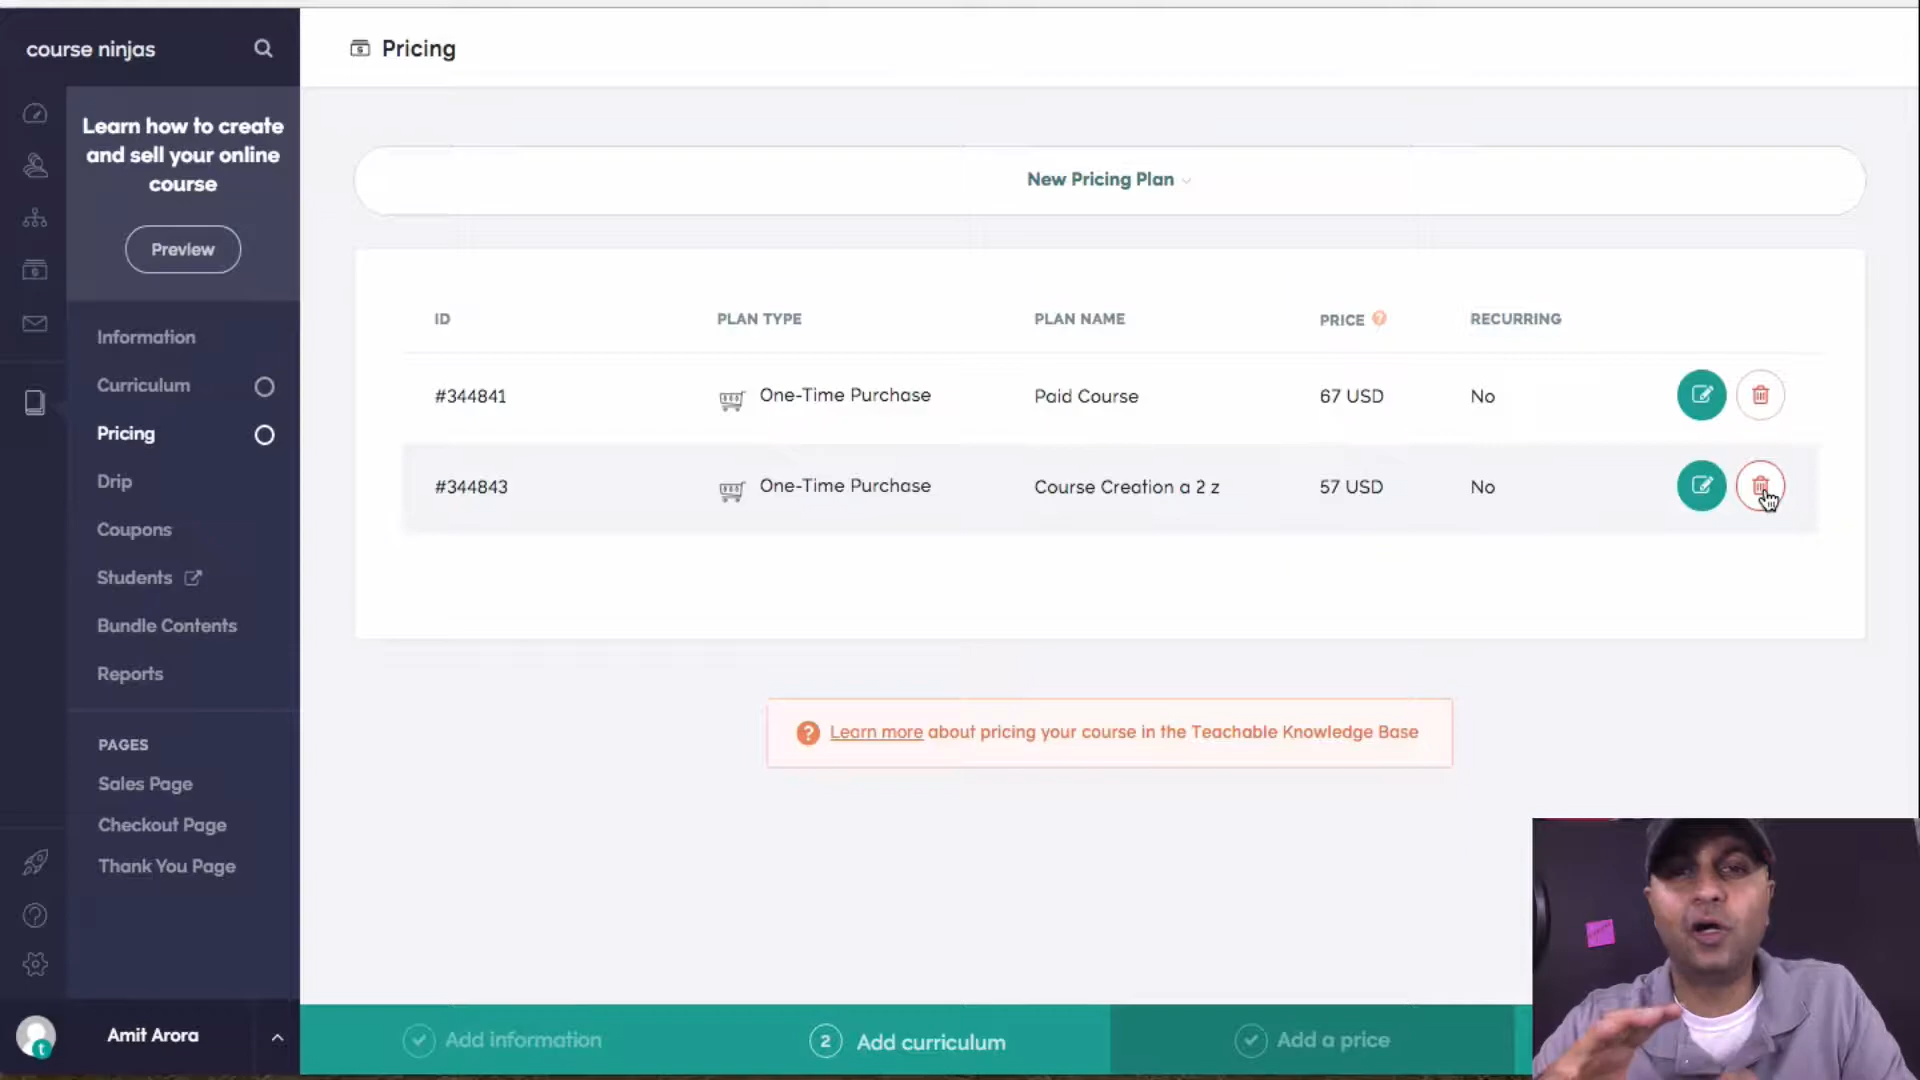 course ninjas
Learn how to create
and sell your online
course
Preview
Information
Curriculum
Pricing
Drip
Coupons
Students
Bundle Contents
Reports
PAGES
Sales Page
Checkout Page
Thank You Page
Amit Arora
Pricing
New Pricing Plan
ID PLAN TYPE PLAN NAME PRICE ? RECURRING
#344841 One-Time Purchase Paid Course 67 USD No
#344843 One-Time Purchase Course Creation a 2 z 57 USD No
? Learn more about pricing your course in the Teachable Knowledge Base
Add information
2 Add curriculum
Add a price